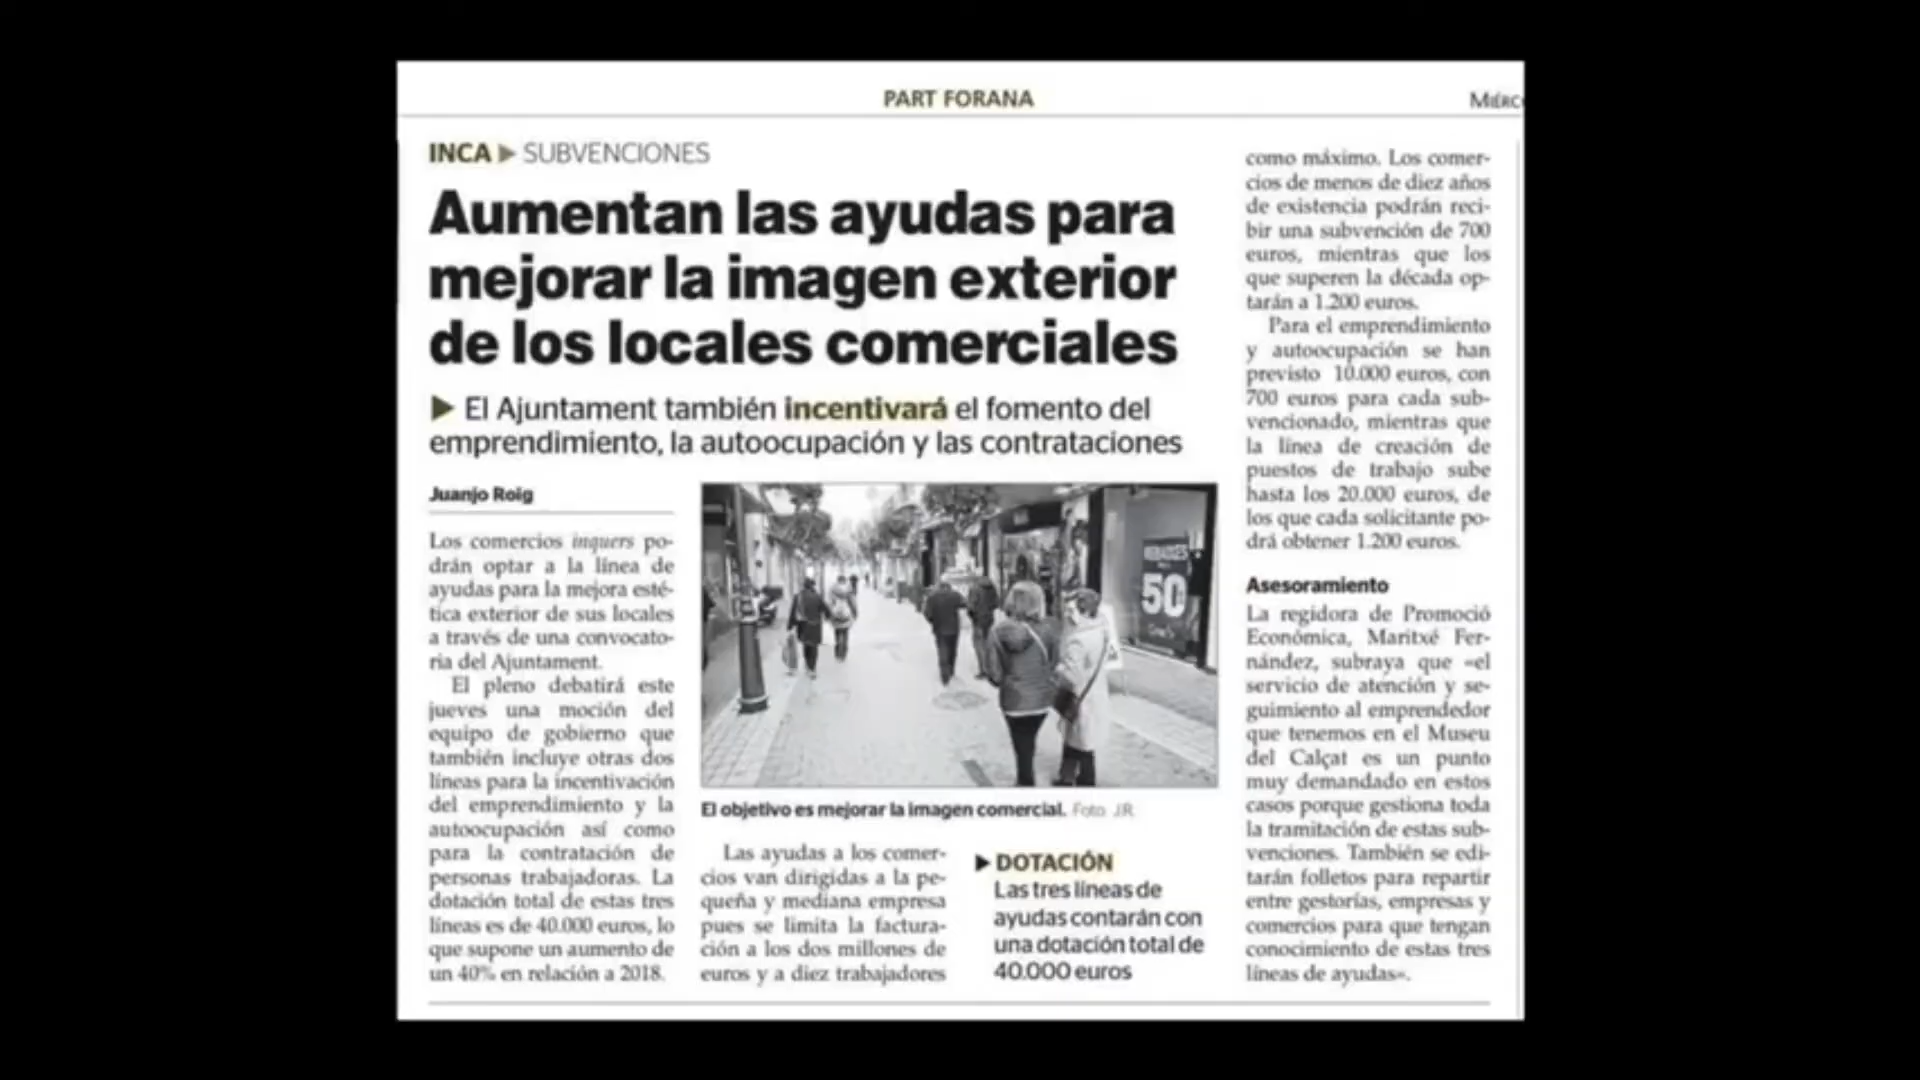 PART FORANA
MIÉRC
INCA ▶ SUBVENCIONES
Aumentan las ayudas para
mejorar la imagen exterior
de los locales comerciales
▶ El Ajuntament también incentivará el fomento del
emprendimiento, la autoocupación y las contrataciones
Juanjo Roig
Los comercios inquers po-
drán optar a la línea de
ayudas para la mejora esté-
tica exterior de sus locales
a través de una convocato-
ria del Ajuntament.
El pleno debatirá este
jueves una moción del
equipo de gobierno que
también incluye otras dos
líneas para la incentivación
del emprendimiento y la
autoocupación así como
para la contratación de
personas trabajadoras. La
dotación total de estas tres
líneas es de 40.000 euros, lo
que supone un aumento de
un 40% en relación a 2018.
REBAIXES
50
El objetivo es mejorar la imagen comercial. Foto: J.R.
Las ayudas a los comer-
cios van dirigidas a la pe-
queña y mediana empresa
pues se limita la factura-
ción a los dos millones de
euros y a diez trabajadores
▶ DOTACIÓN
Las tres líneas de
ayudas contarán con
una dotación total de
40.000 euros
como máximo. Los comer-
cios de menos de diez años
de existencia podrán reci-
bir una subvención de 700
euros, mientras que los
que superen la década op-
tarán a 1.200 euros.
Para el emprendimiento
y autoocupación se han
previsto 10.000 euros, con
700 euros para cada sub-
vencionado, mientras que
la línea de creación de
puestos de trabajo sube
hasta los 20.000 euros, de
los que cada solicitante po-
drá obtener 1.200 euros.
Asesoramiento
La regidora de Promoció
Econòmica, Maritxé Fer-
nández, subraya que «el
servicio de atención y se-
guimiento al emprendedor
que tenemos en el Museu
del Calçat es un punto
muy demandado en estos
casos porque gestiona toda
la tramitación de estas sub-
venciones. También se edi-
tarán folletos para repartir
entre gestorías, empresas y
comercios para que tengan
conocimiento de estas tres
líneas de ayudas».